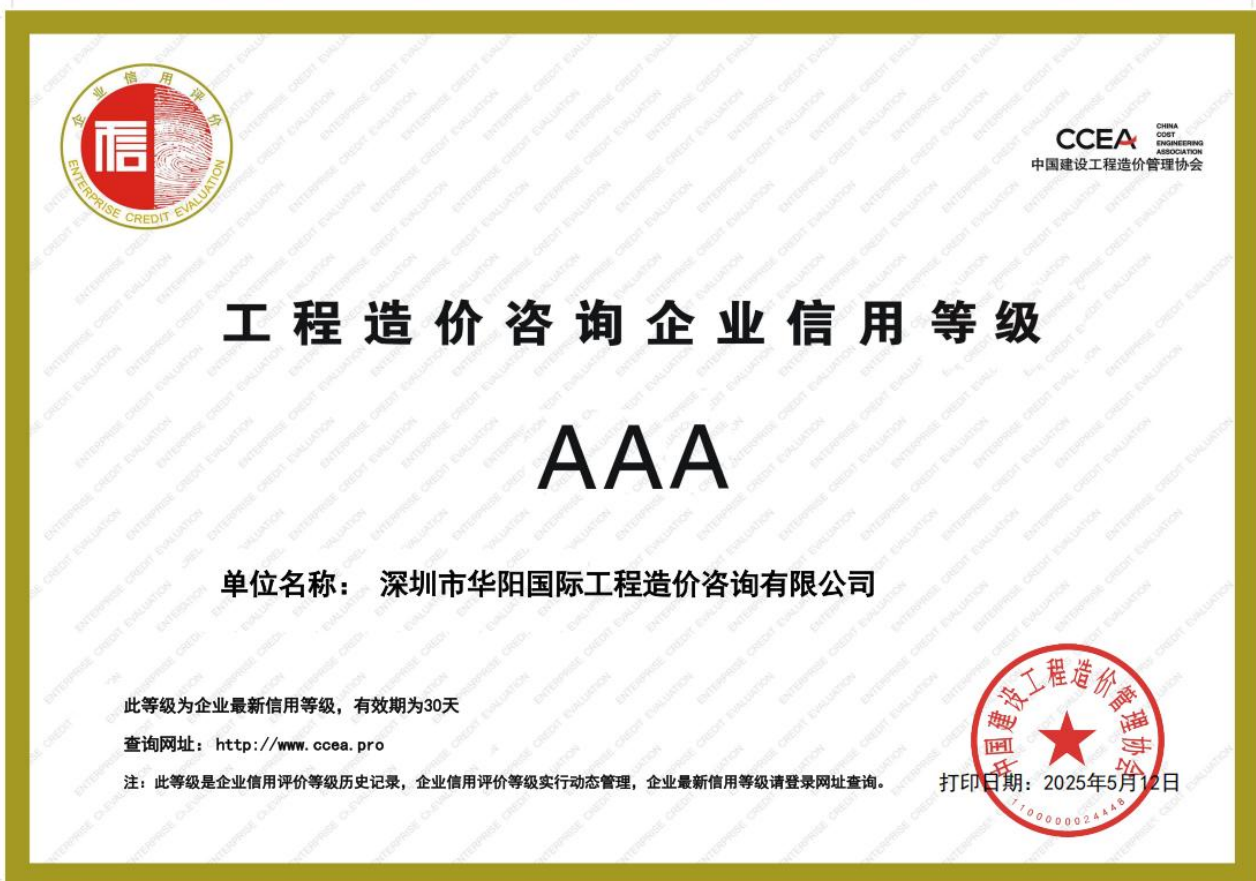 企业信用评价
信
ENTERPRISE CREDIT EVALUATION
CCEA
CHINA
COST
ENGINEERING
ASSOCIATION
中国建设工程造价管理协会
工程造价咨询企业信用等级
AAA
单位名称： 深圳市华阳国际工程造价咨询有限公司
此等级为企业最新信用等级，有效期为30天
查询网址：http://www.ccea.pro
注：此等级是企业信用评价等级历史记录，企业信用评价等级实行动态管理，企业最新信用等级请登录网址查询。
打印日期：2025年5月12日
中国建设工程造价管理协会
1100000024448